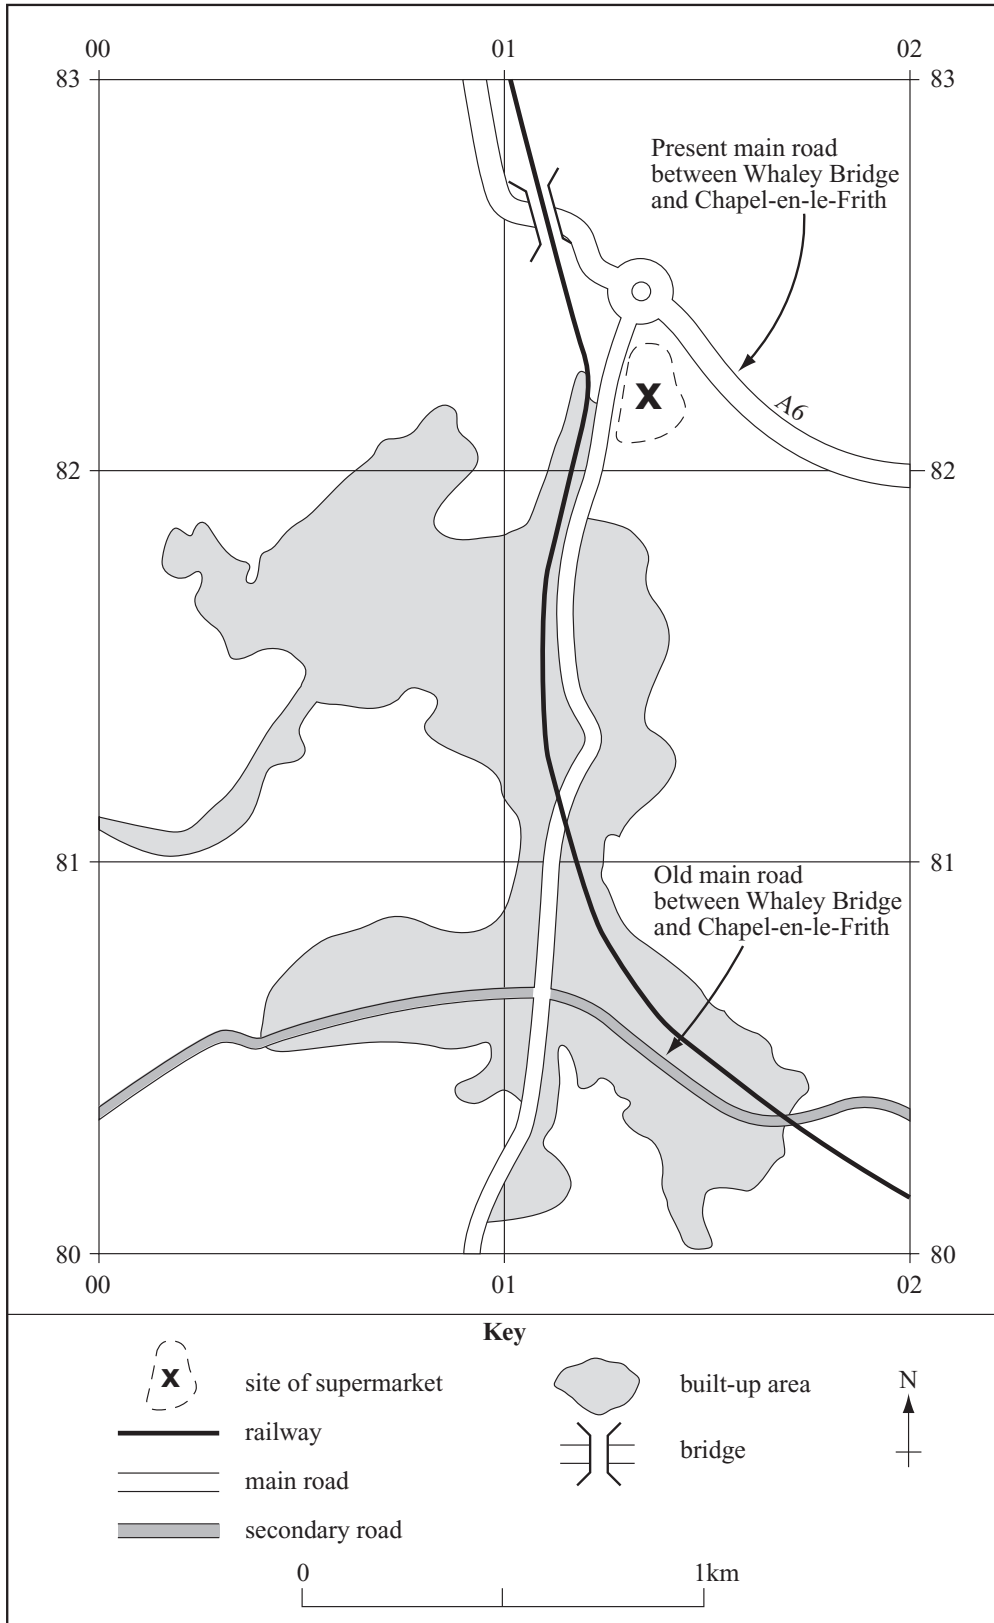 00
01
02
83
83
Present main road
between Whaley Bridge
and Chapel-en-le-Frith
A6
X
82
82
81
81
Old main road
between Whaley Bridge
and Chapel-en-le-Frith
80
80
00
01
02
Key
X
site of supermarket
built-up area
N
railway
bridge
main road
secondary road
0
1km